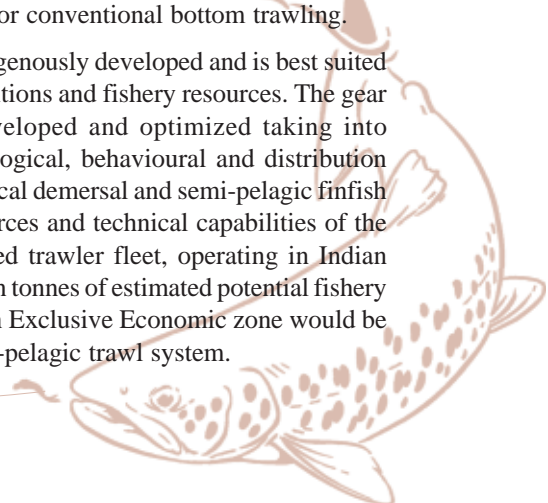 or conventional bottom trawling.
genously developed and is best suited
tions and fishery resources. The gear
veloped and optimized taking into
logical, behavioural and distribution
cal demersal and semi-pelagic finfish
rces and technical capabilities of the
ed trawler fleet, operating in Indian
n tonnes of estimated potential fishery
n Exclusive Economic zone would be
-pelagic trawl system.